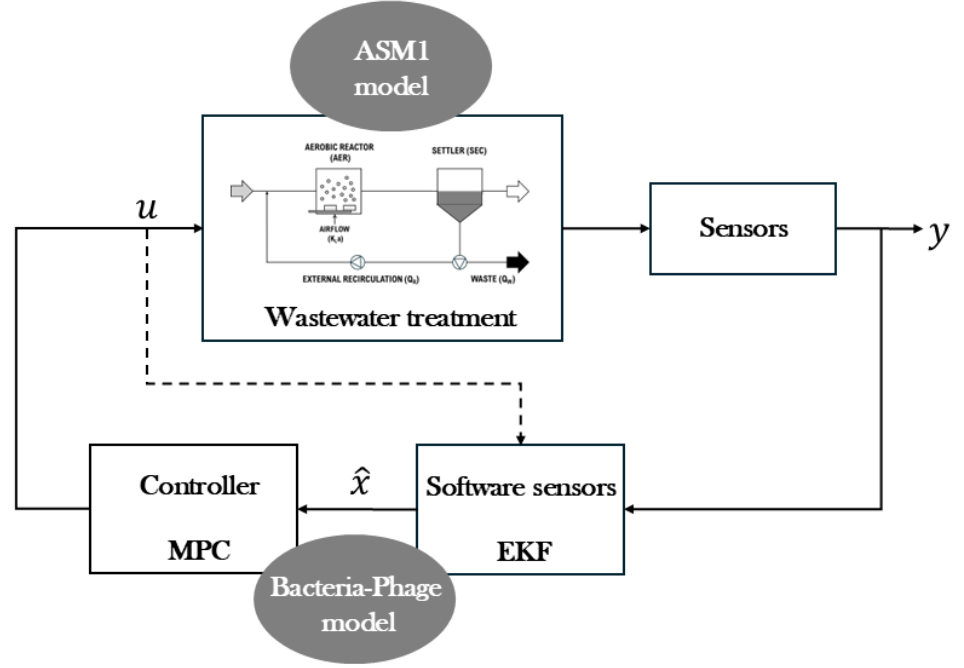 ASM1
model
AEROBIC REACTOR
(AER)
SETTLER (SEC)
AIRFLOW
(KLa)
EXTERNAL RECIRCULATION (QR)
WASTE (QW)
Wastewater treatment
u
Sensors
y
Controller
MPC
x̂
Software sensors
EKF
Bacteria-Phage
model